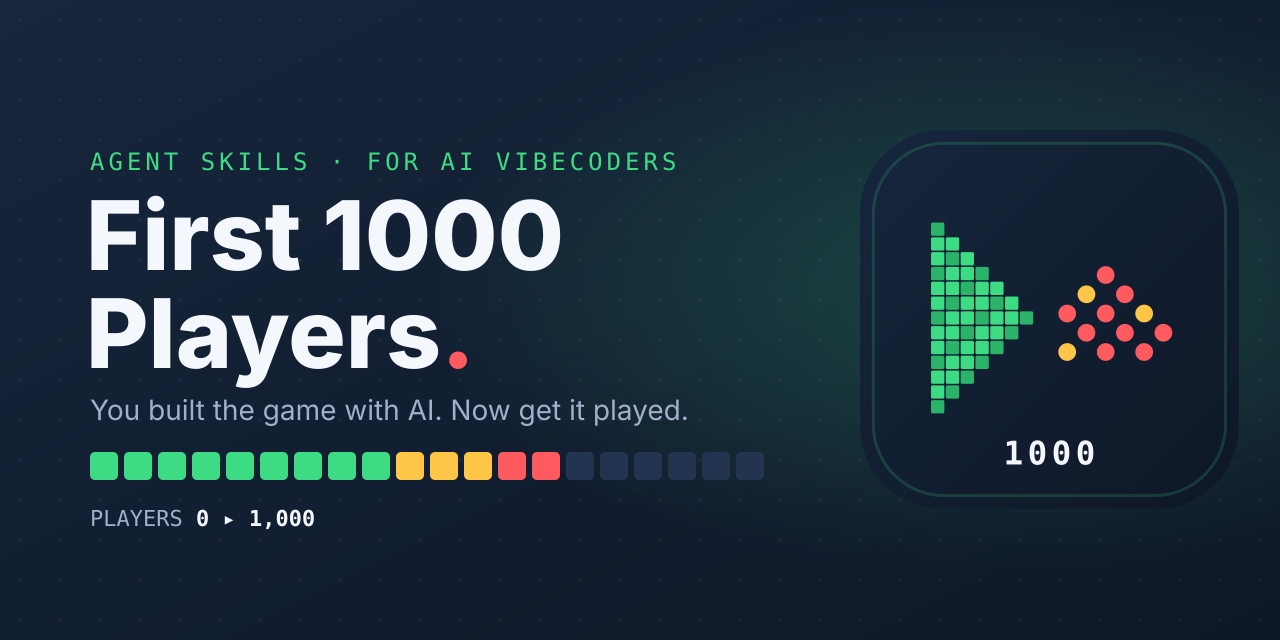 AGENT SKILLS · FOR AI VIBECODERS
First 1000
Players.
You built the game with AI. Now get it played.
PLAYERS 0 ▸ 1,000
1000